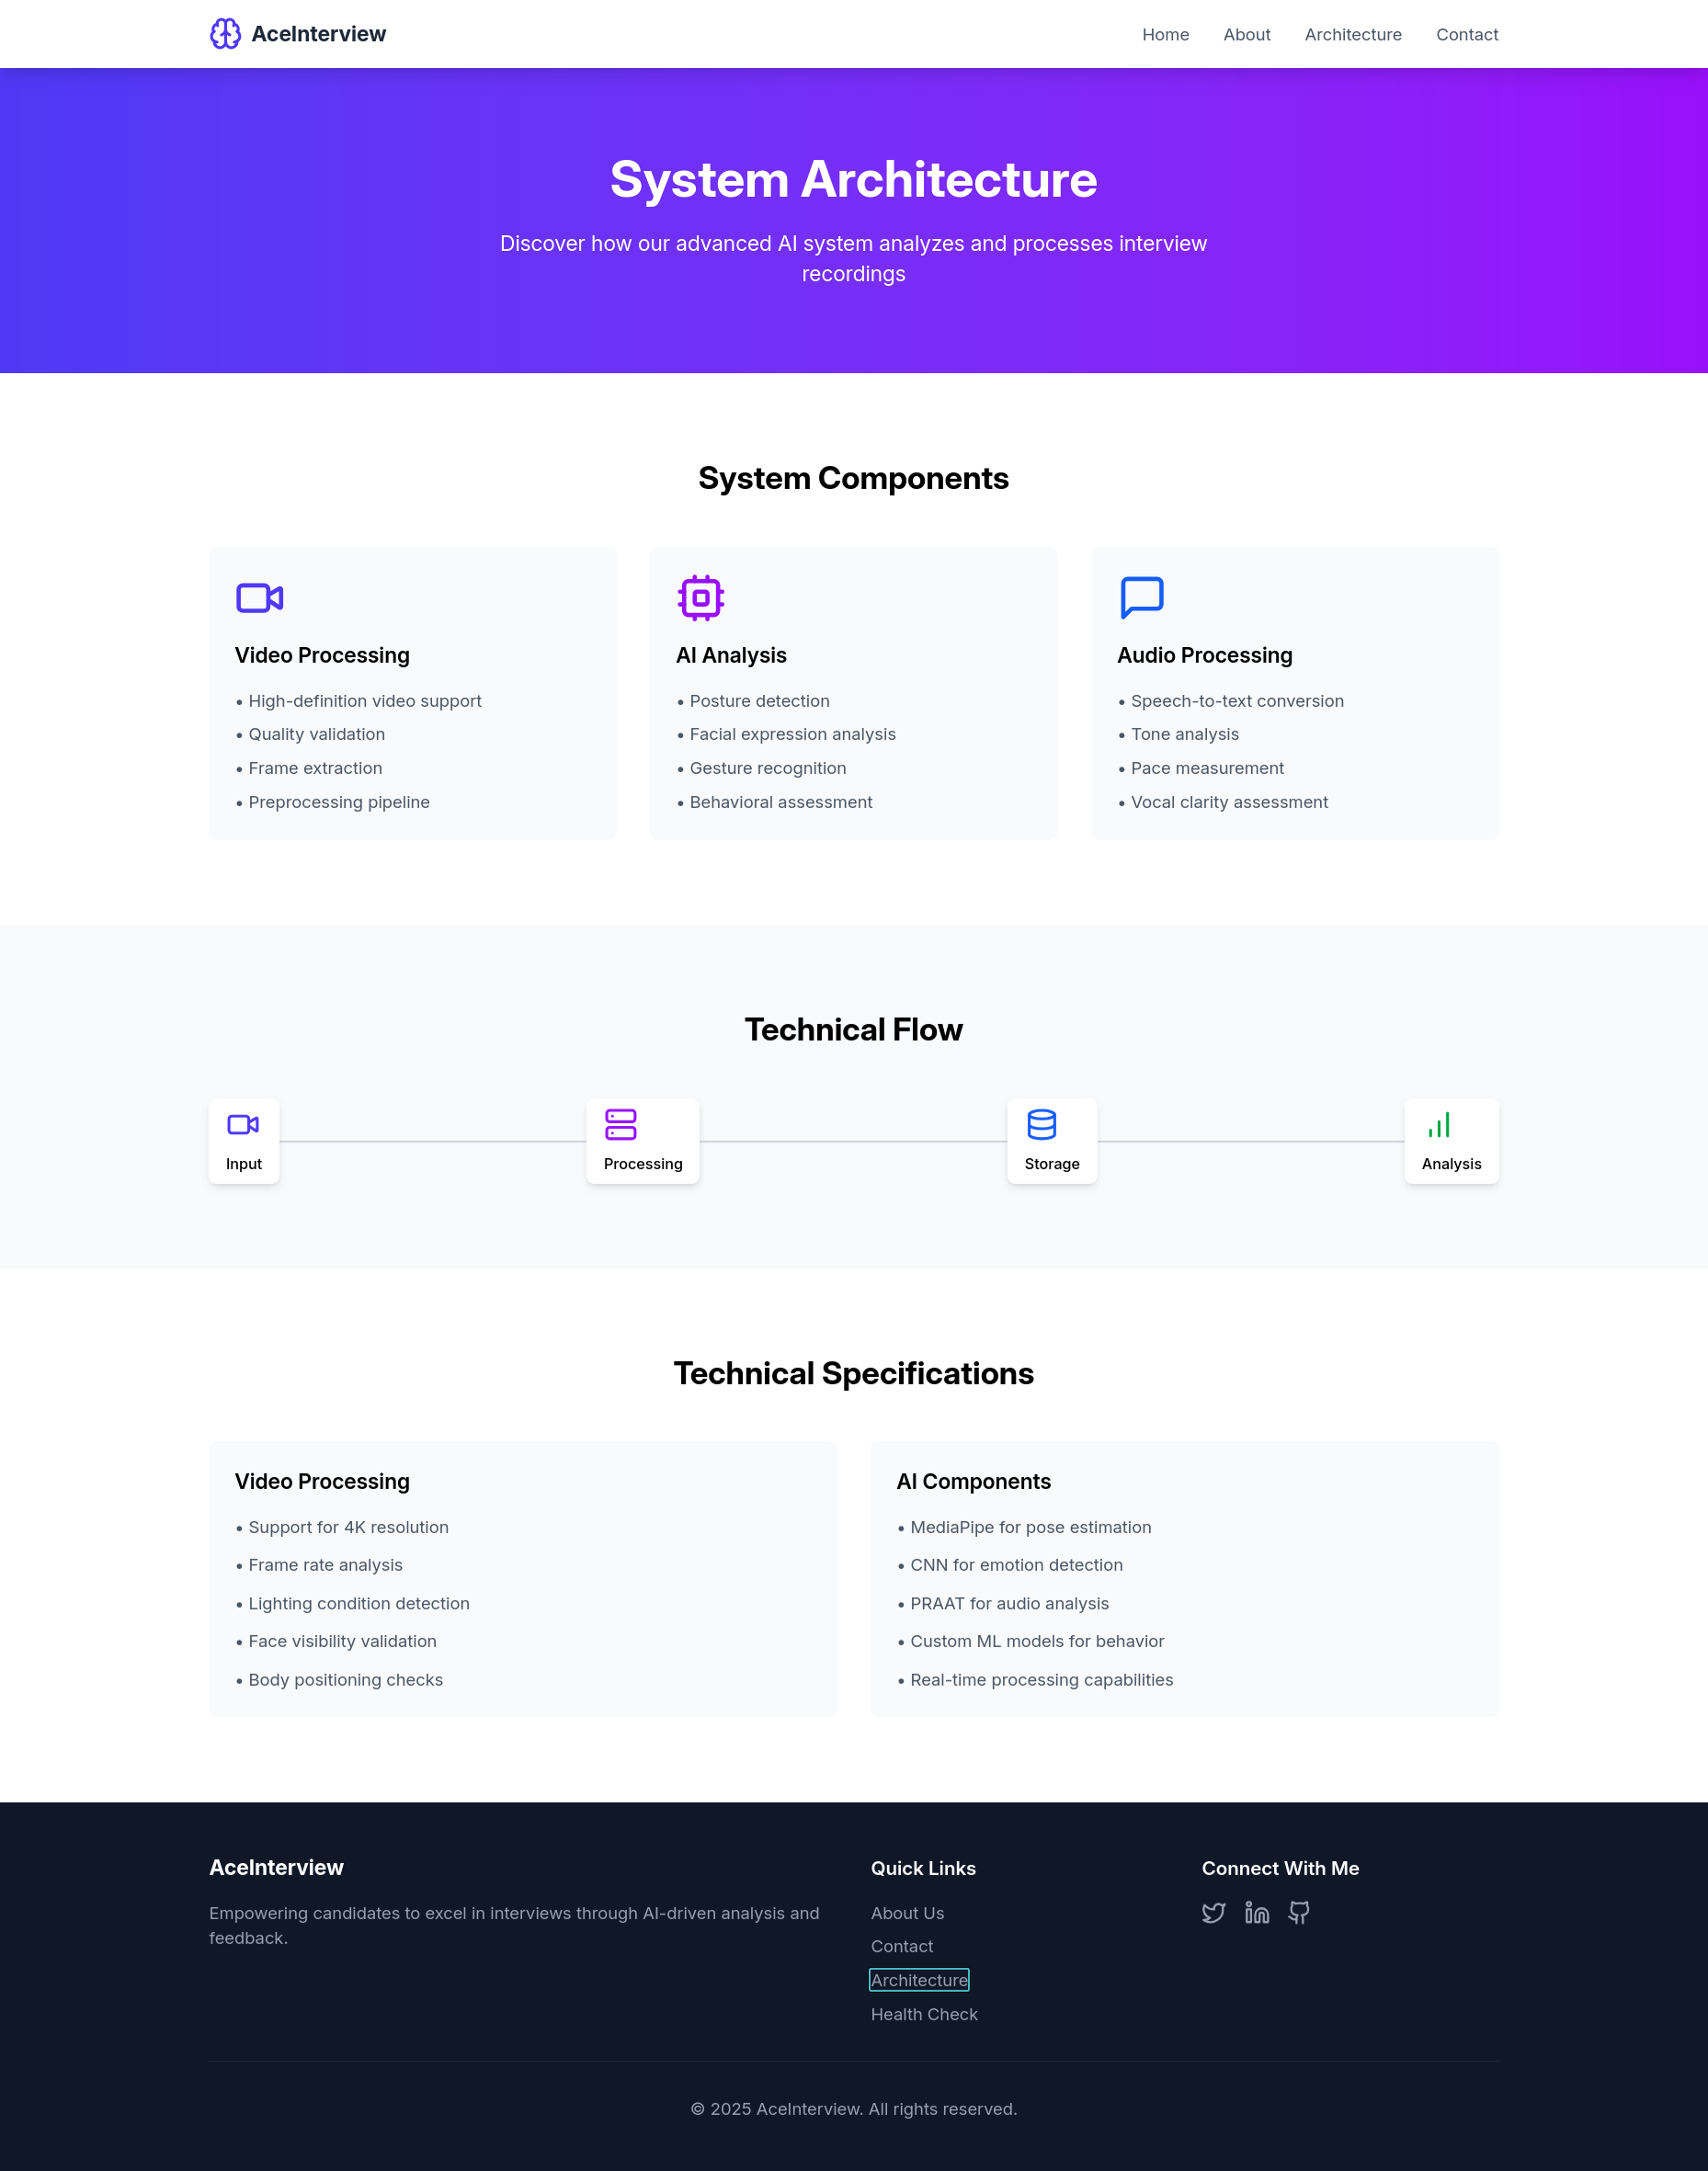 AceInterview
Home
About
Architecture
Contact
System Architecture
Discover how our advanced AI system analyzes and processes interview
recordings
System Components
Video Processing
• High-definition video support
• Quality validation
• Frame extraction
• Preprocessing pipeline
AI Analysis
• Posture detection
• Facial expression analysis
• Gesture recognition
• Behavioral assessment
Audio Processing
• Speech-to-text conversion
• Tone analysis
• Pace measurement
• Vocal clarity assessment
Technical Flow
Input
Processing
Storage
Analysis
Technical Specifications
Video Processing
• Support for 4K resolution
• Frame rate analysis
• Lighting condition detection
• Face visibility validation
• Body positioning checks
AI Components
• MediaPipe for pose estimation
• CNN for emotion detection
• PRAAT for audio analysis
• Custom ML models for behavior
• Real-time processing capabilities
AceInterview
Empowering candidates to excel in interviews through AI-driven analysis and
feedback.
Quick Links
About Us
Contact
Architecture
Health Check
Connect With Me
© 2025 AceInterview. All rights reserved.